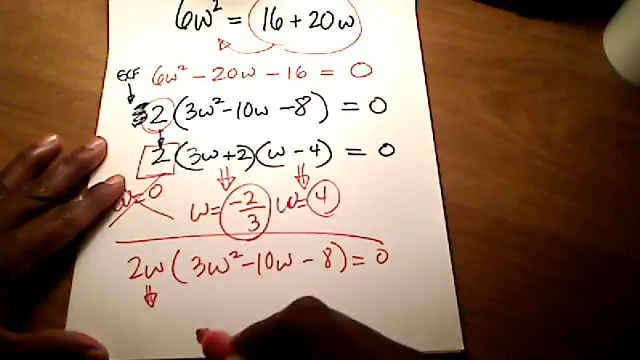 6w² = 16 + 20w
GCF 6w² - 20w - 16 = 0
2(3w² - 10w - 8) = 0
2(3w + 2)(w - 4) = 0
w = 0 w = -2/3 w = 4
2w(3w² - 10w - 8) = 0